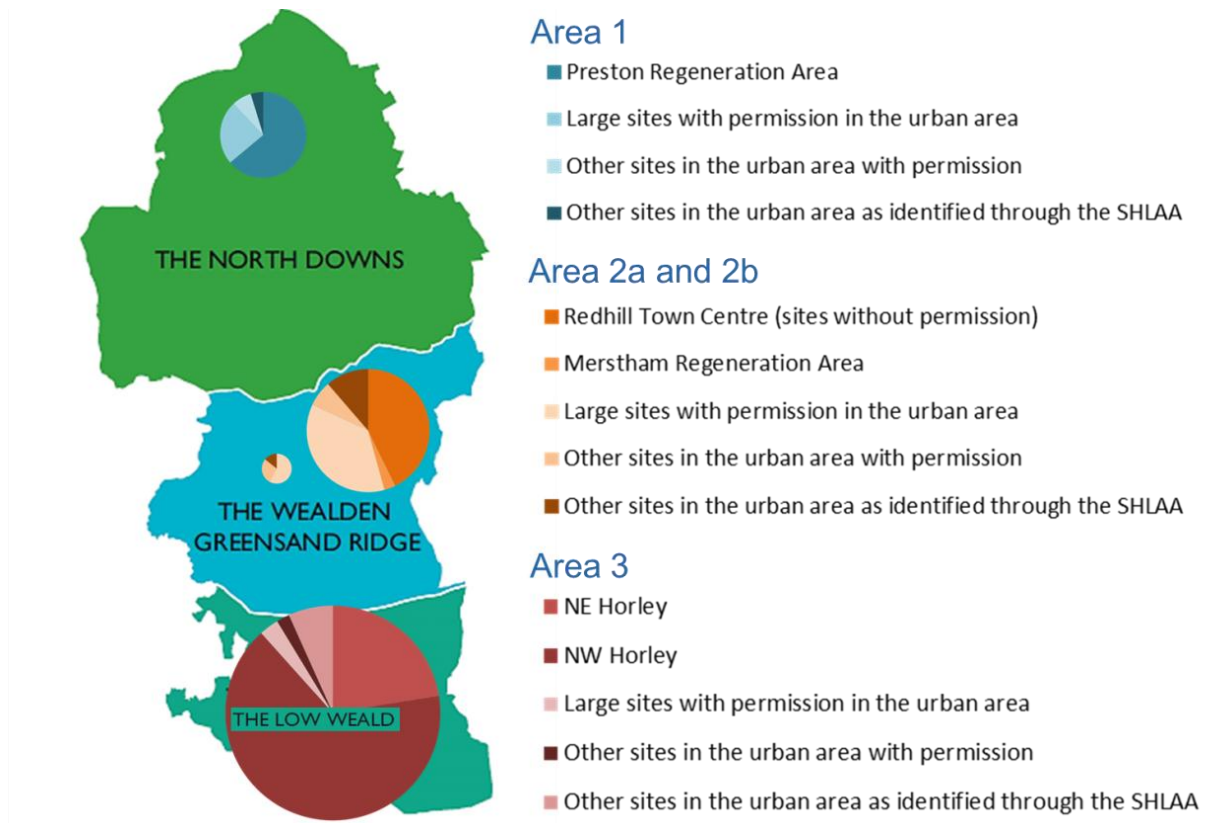 THE NORTH DOWNS
THE WEALDEN
GREENSAND RIDGE
THE LOW WEALD
Area 1
Preston Regeneration Area
Large sites with permission in the urban area
Other sites in the urban area with permission
Other sites in the urban area as identified through the SHLAA
Area 2a and 2b
Redhill Town Centre (sites without permission)
Merstham Regeneration Area
Large sites with permission in the urban area
Other sites in the urban area with permission
Other sites in the urban area as identified through the SHLAA
Area 3
NE Horley
NW Horley
Large sites with permission in the urban area
Other sites in the urban area with permission
Other sites in the urban area as identified through the SHLAA